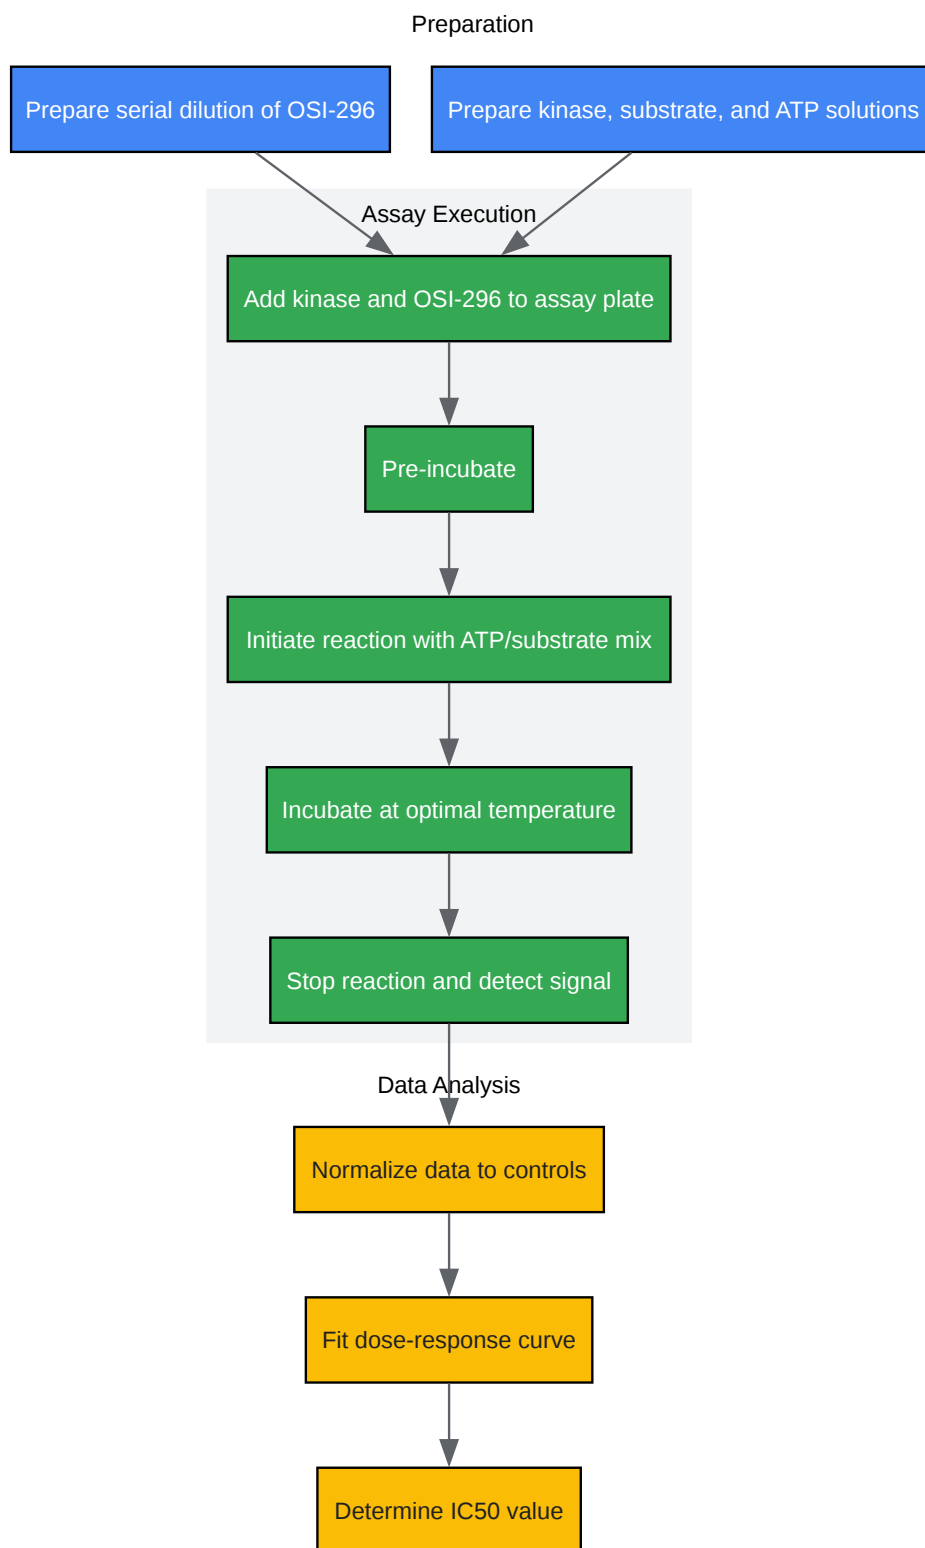 Preparation
Prepare serial dilution of OSI-296
Prepare kinase, substrate, and ATP solutions
Assay Execution
Add kinase and OSI-296 to assay plate
Pre-incubate
Initiate reaction with ATP/substrate mix
Incubate at optimal temperature
Stop reaction and detect signal
Data Analysis
Normalize data to controls
Fit dose-response curve
Determine IC50 value